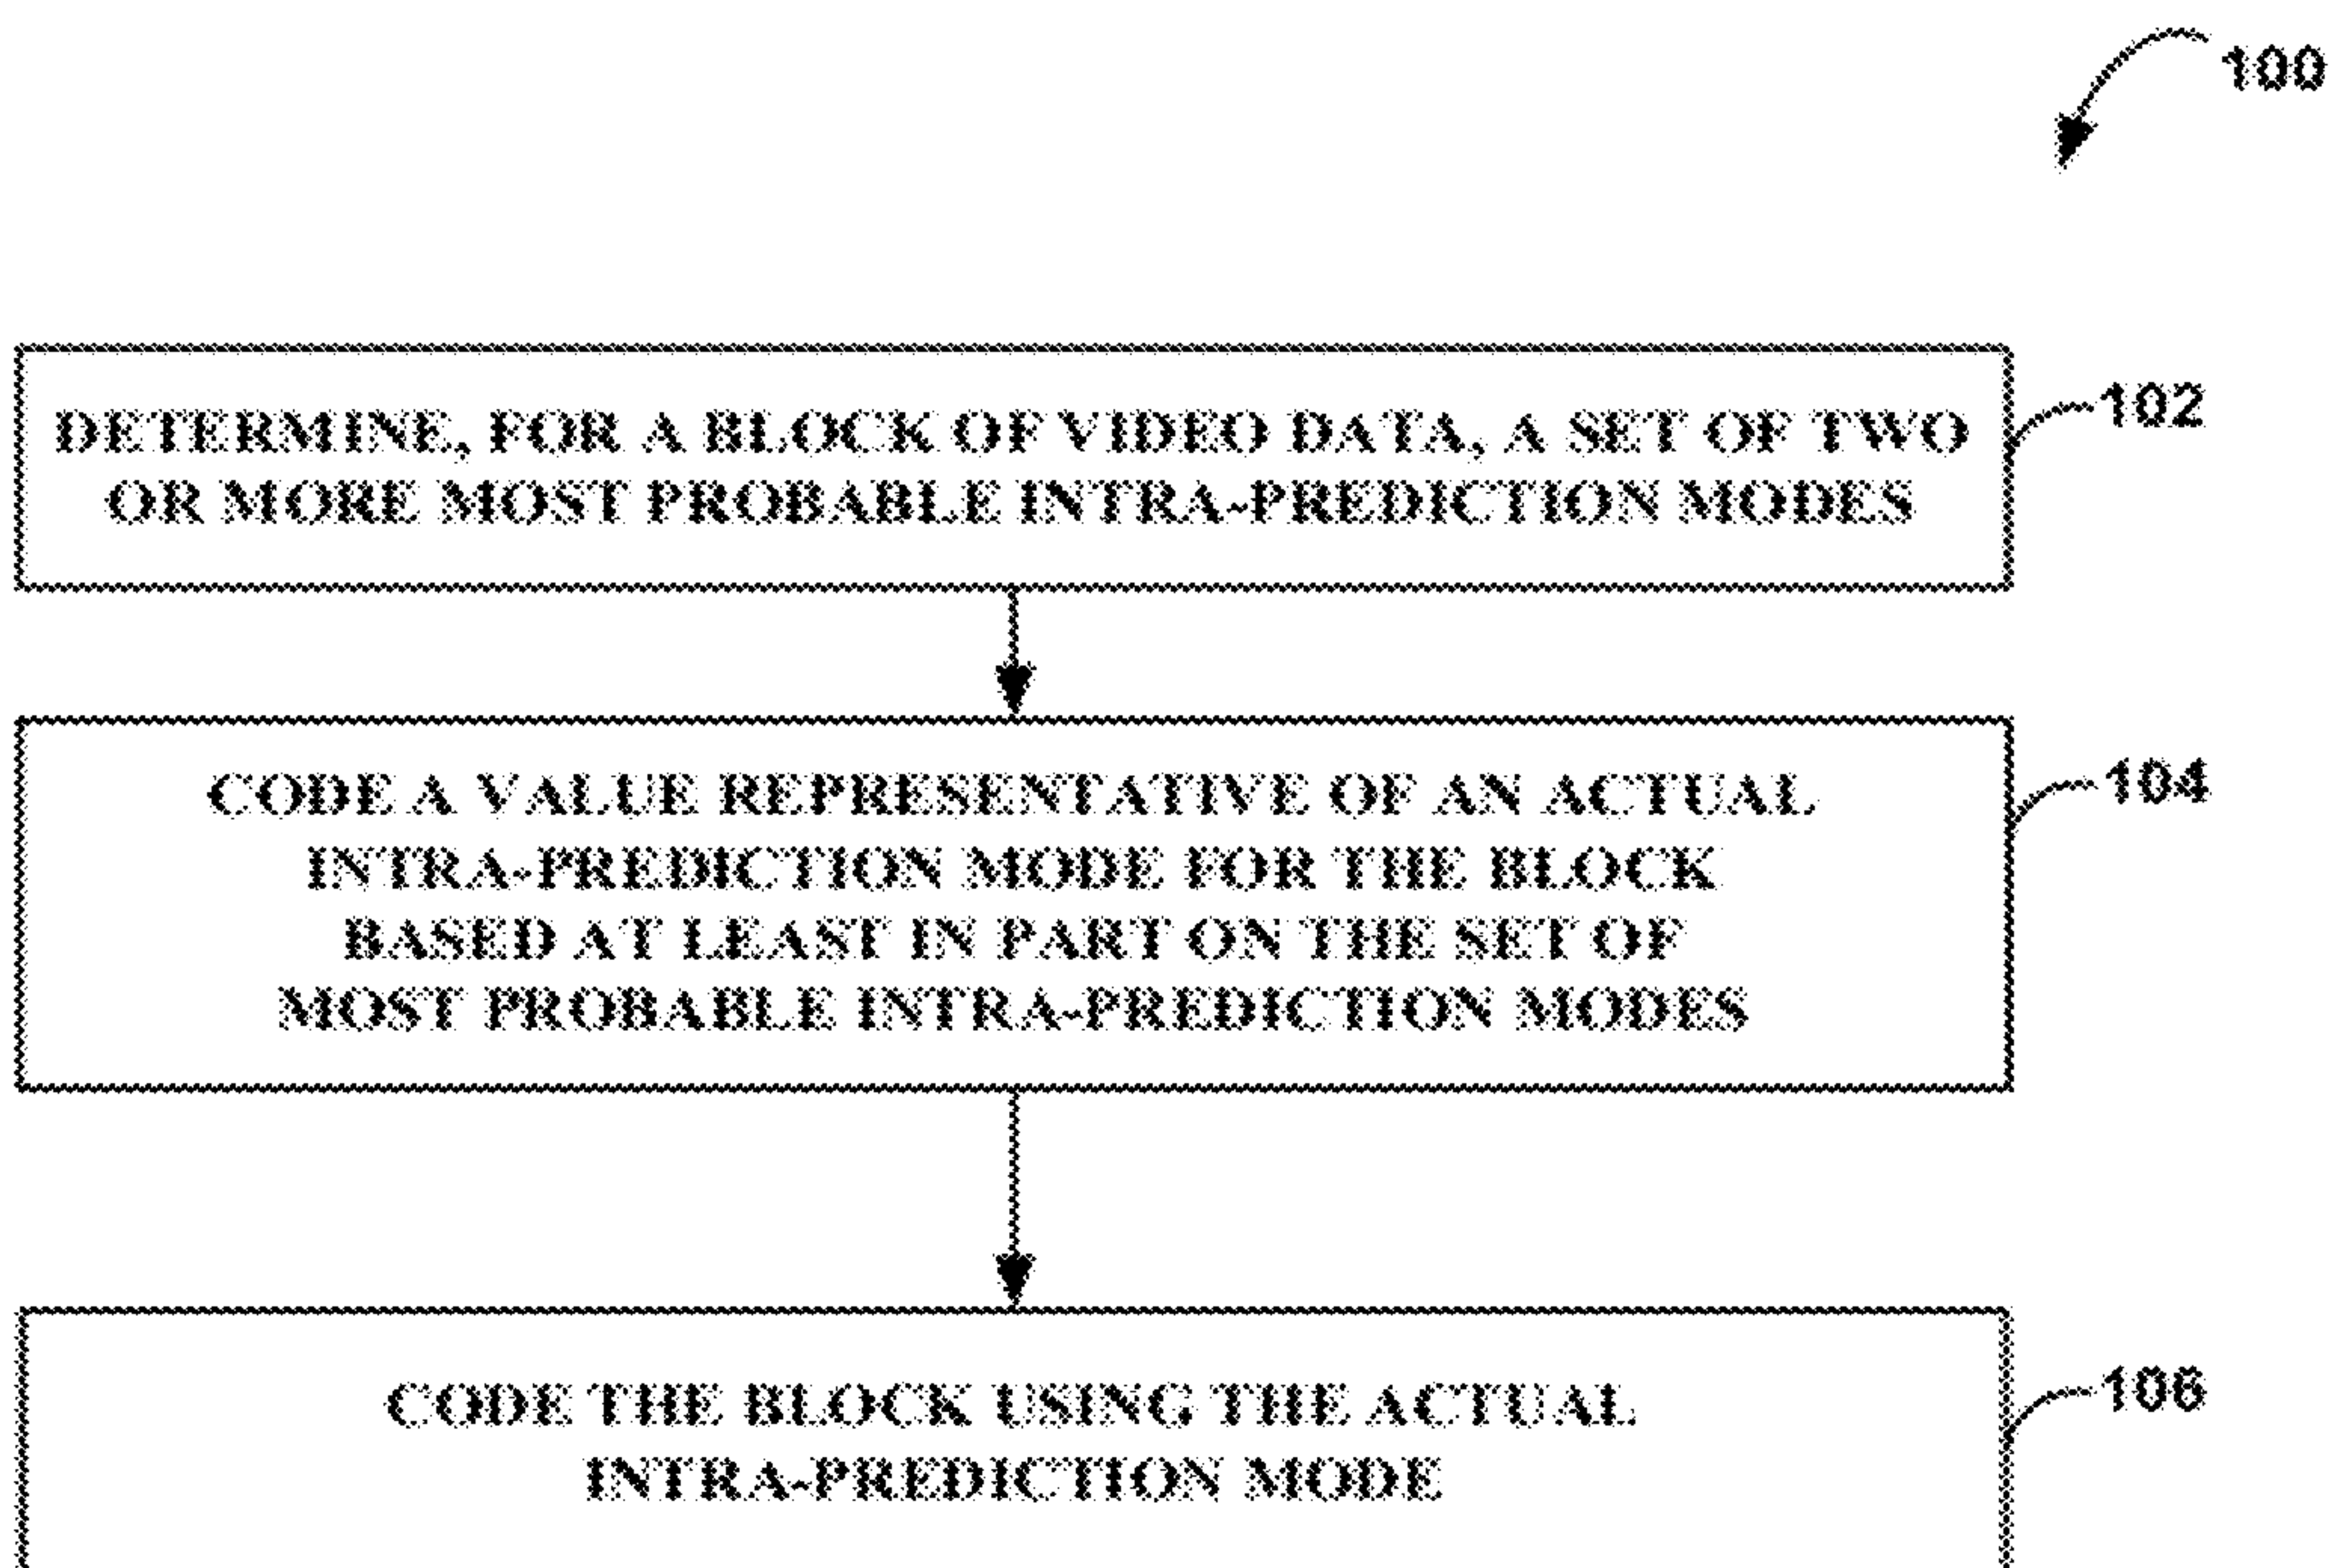 100
DETERMINE, FOR A BLOCK OF VIDEO DATA, A SET OF TWO
OR MORE MOST PROBABLE INTRA-PREDICTION MODES
102
CODE A VALUE REPRESENTATIVE OF AN ACTUAL
INTRA-PREDICTION MODE FOR THE BLOCK
BASED AT LEAST IN PART ON THE SET OF
MOST PROBABLE INTRA-PREDICTION MODES
104
CODE THE BLOCK USING THE ACTUAL
INTRA-PREDICTION MODE
106